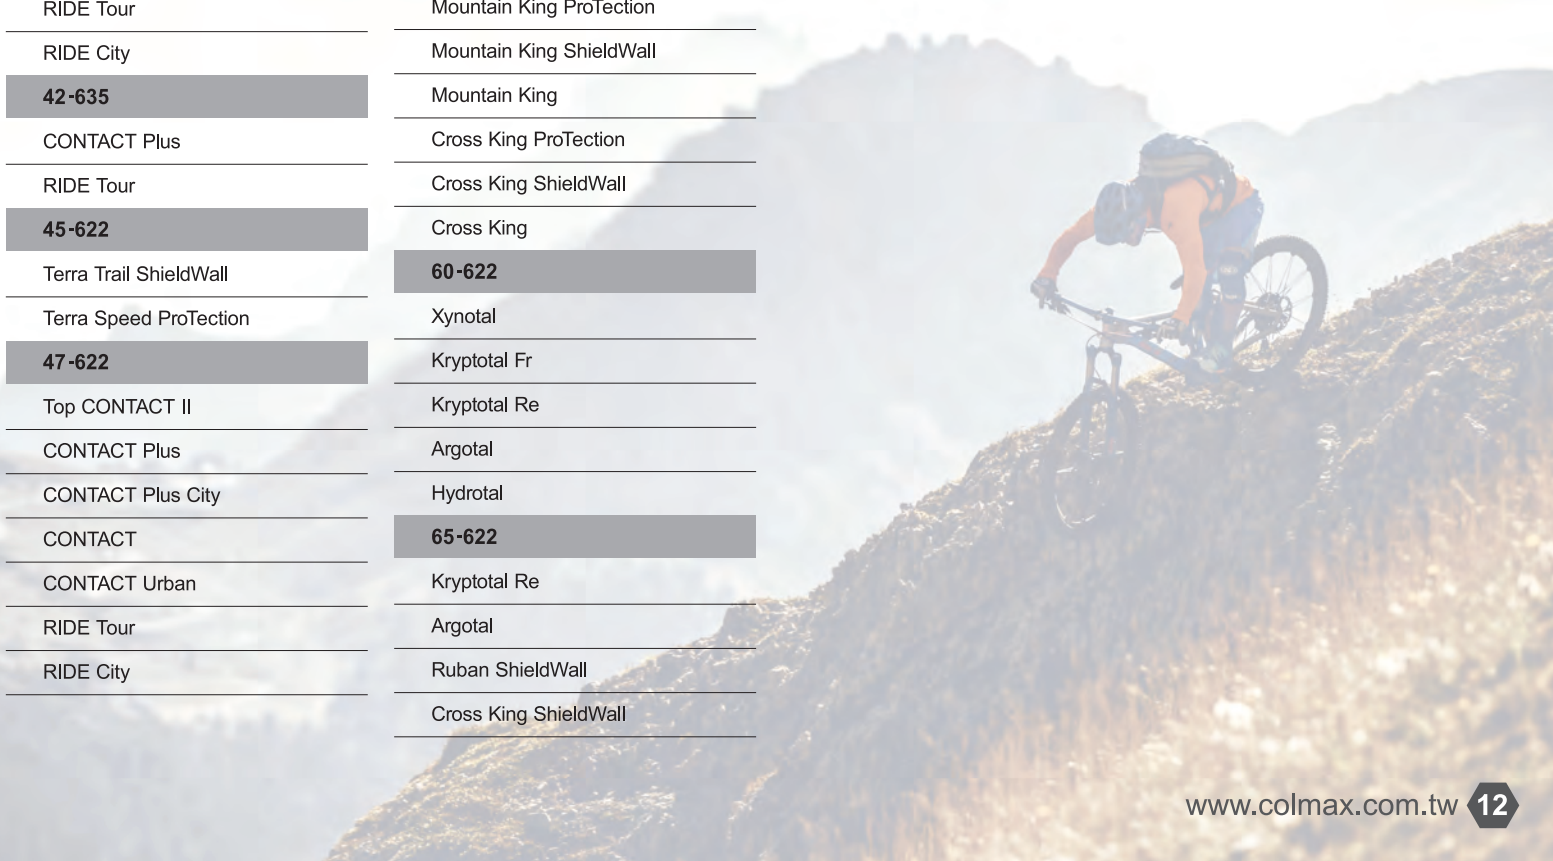 RIDE Tour
RIDE City
42-635
CONTACT Plus
RIDE Tour
45-622
Terra Trail ShieldWall
Terra Speed ProTection
47-622
Top CONTACT II
CONTACT Plus
CONTACT Plus City
CONTACT
CONTACT Urban
RIDE Tour
RIDE City
Mountain King ProTection
Mountain King ShieldWall
Mountain King
Cross King ProTection
Cross King ShieldWall
Cross King
60-622
Xynotal
Kryptotal Fr
Kryptotal Re
Argotal
Hydrotal
65-622
Kryptotal Re
Argotal
Ruban ShieldWall
Cross King ShieldWall
www.colmax.com.tw 12